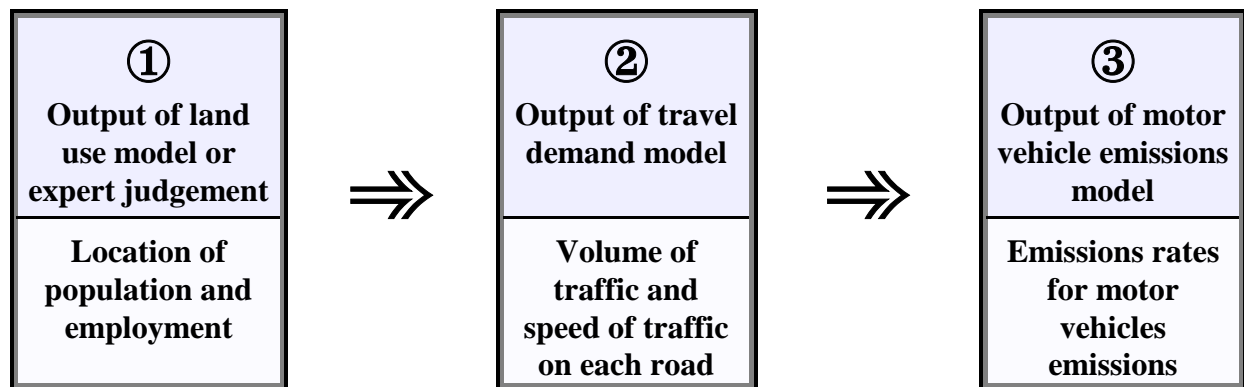 ①
Output of land
use model or
expert judgement
Location of
population and
employment
②
Output of travel
demand model
Volume of
traffic and
speed of traffic
on each road
③
Output of motor
vehicle emissions
model
Emissions rates
for motor
vehicles
emissions